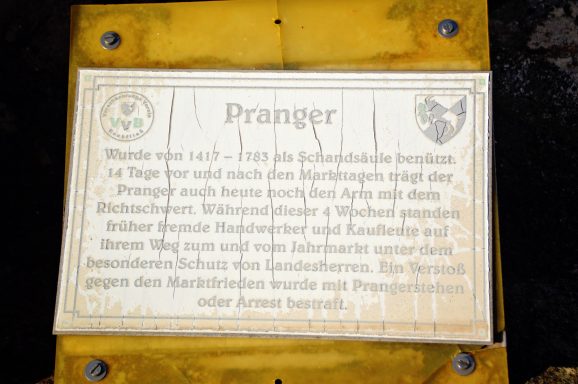 Pranger
VVB
Wurde von 1417 – 1783 als Schandsäule benützt.
14 Tage vor und nach den Markttagen trägt der
Pranger auch heute noch den Arm mit dem
Richtschwert. Während dieser 4 Wochen standen
früher fremde Handwerker und Kaufleute auf
ihrem Weg zum und vom Jahrmarkt unter dem
besonderen Schutz von Landesherren. Ein Verstoß
gegen den Marktfrieden wurde mit Prangerstehen
oder Arrest bestraft.